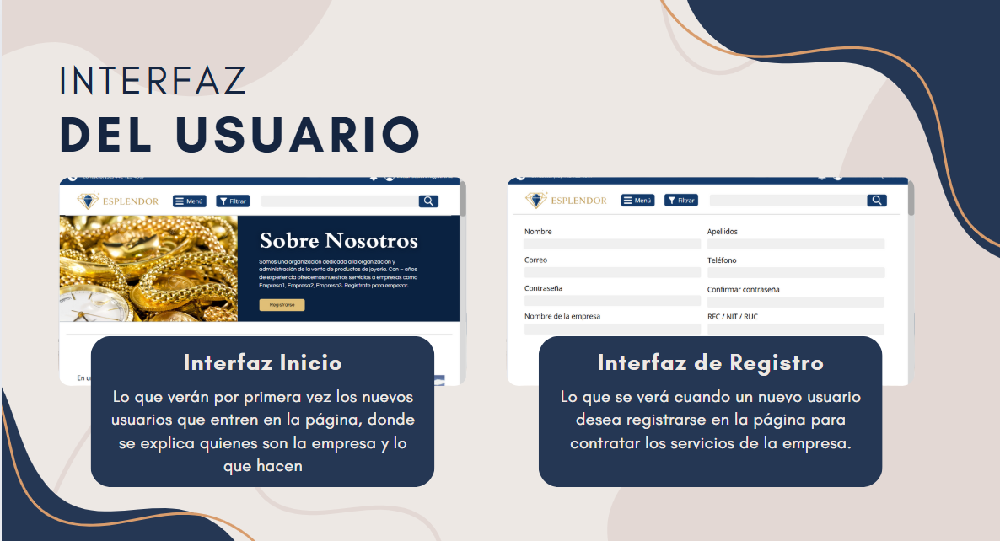 INTERFAZ
DEL USUARIO
ESPLENDOR
Menú
Filtrar
Sobre Nosotros
Somos una organización dedicada a la organización y
administración de la venta de productos de joyería. Con – años
de experiencia ofrecemos nuestros servicios a empresas como
Empresa1, Empresa2, Empresa3. Registrate para empezar.
Registrarse
En u
Interfaz Inicio
Lo que verán por primera vez los nuevos
usuarios que entren en la página, donde
se explica quienes son la empresa y lo
que hacen
ESPLENDOR
Menú
Filtrar
Nombre
Apellidos
Correo
Teléfono
Contraseña
Confirmar contraseña
Nombre de la empresa
RFC / NIT / RUC
Interfaz de Registro
Lo que se verá cuando un nuevo usuario
desea registrarse en la página para
contratar los servicios de la empresa.